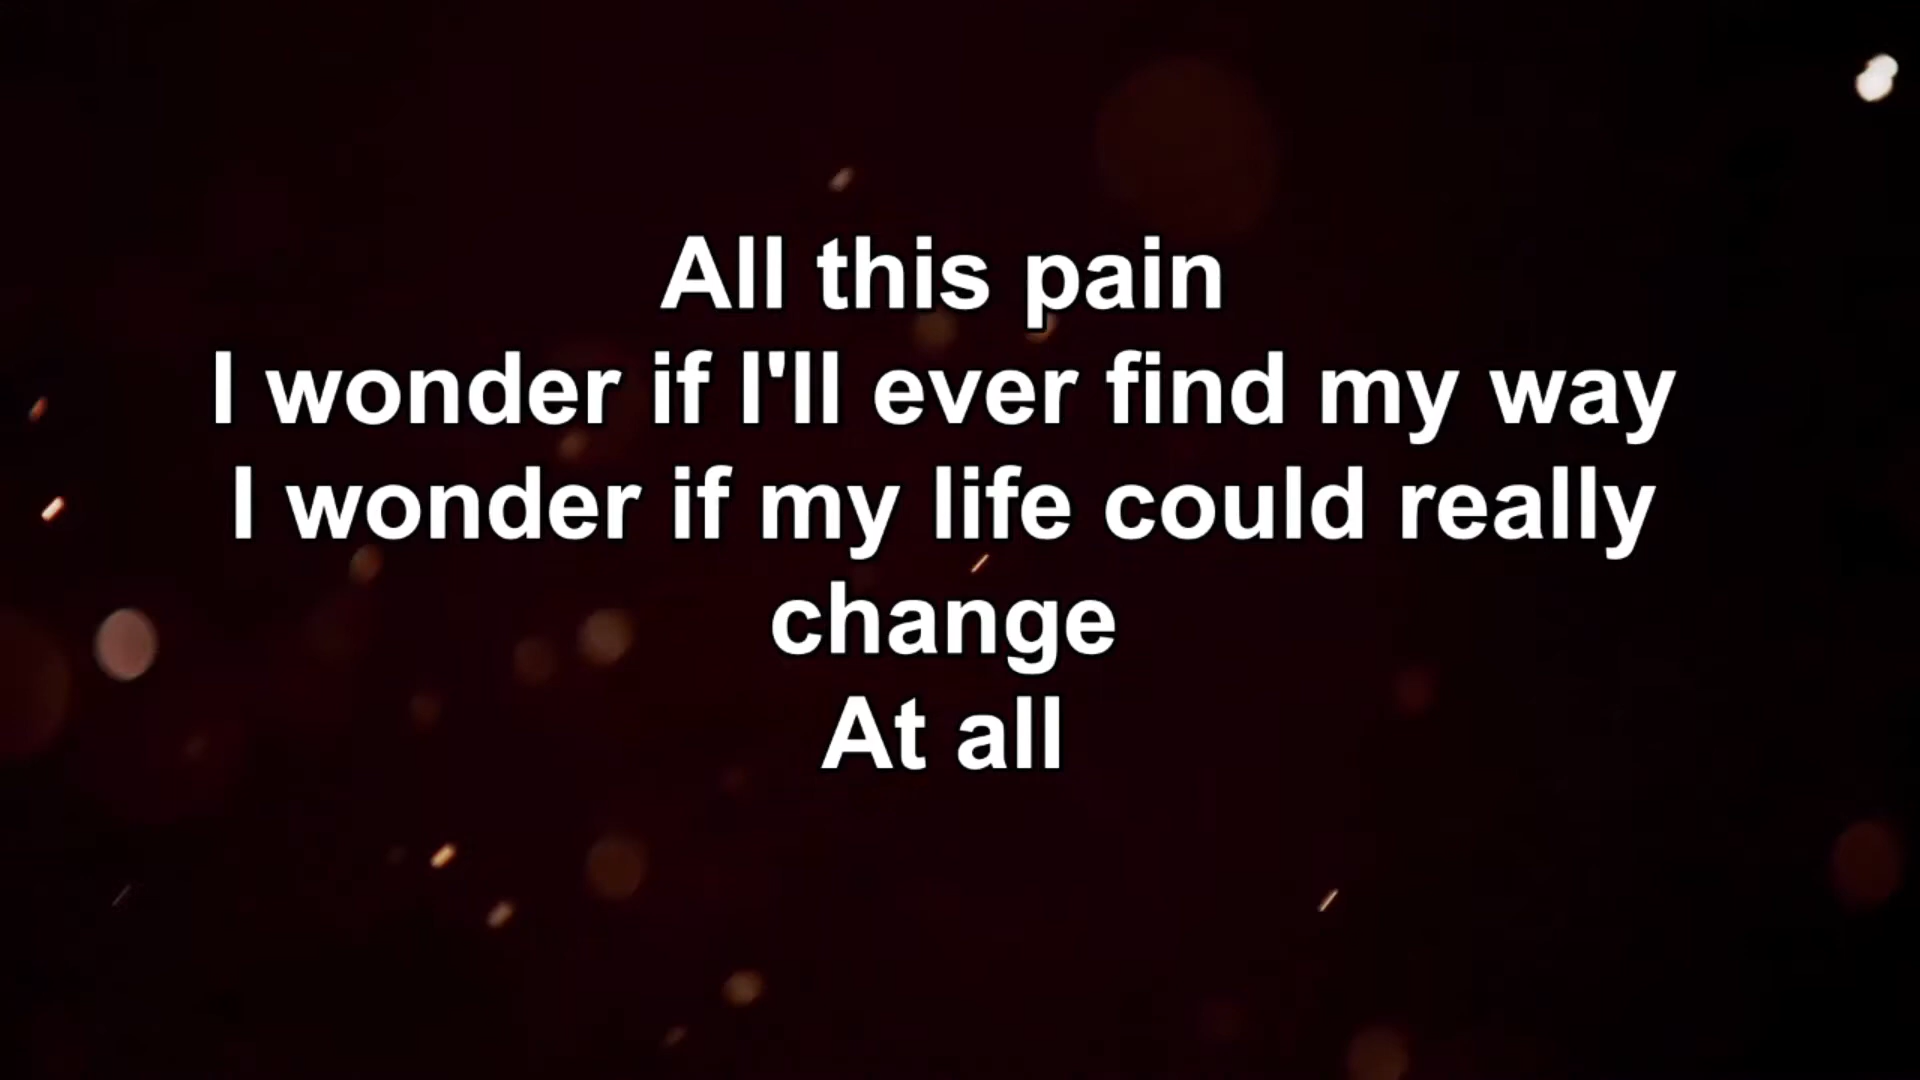 All this pain
I wonder if I'll ever find my way
I wonder if my life could really
change
At all